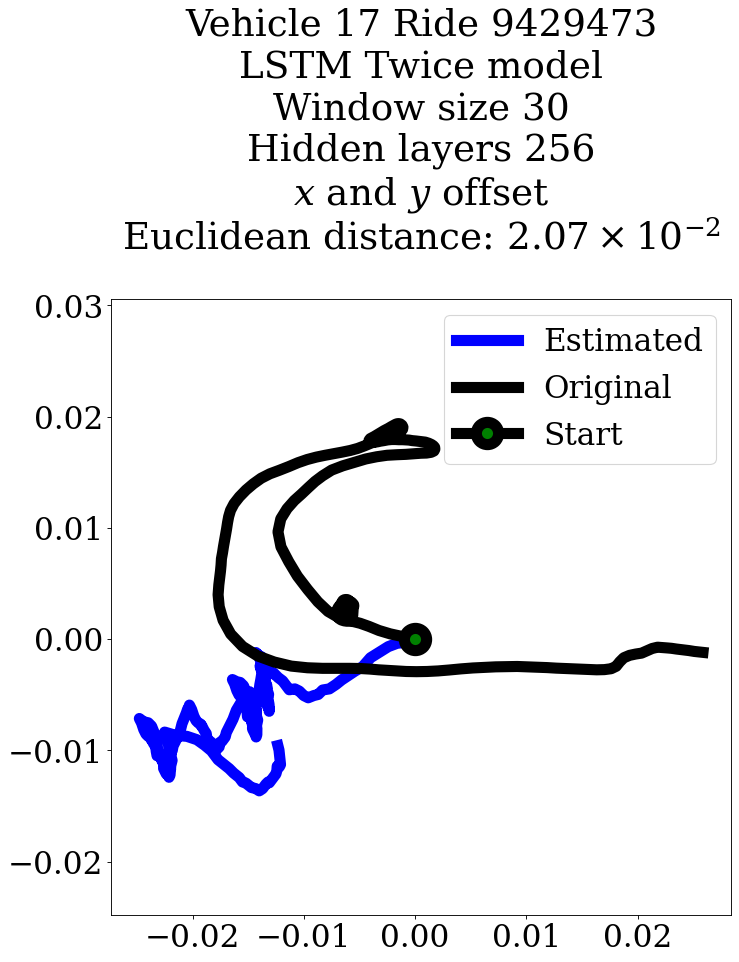 Vehicle 17 Ride 9429473
LSTM Twice model
Window size 30
Hidden layers 256
x and y offset
Euclidean distance: 2.07 × 10⁻²
Estimated
Original
Start
0.03
0.02
0.01
0.00
−0.01
−0.02
−0.02 −0.01 0.00 0.01 0.02